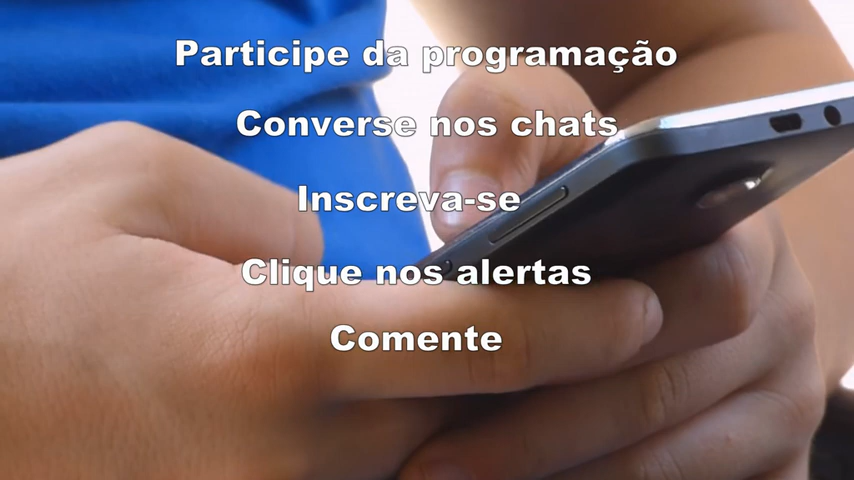 Participe da programação
Converse nos chats
Inscreva-se
Clique nos alertas
Comente